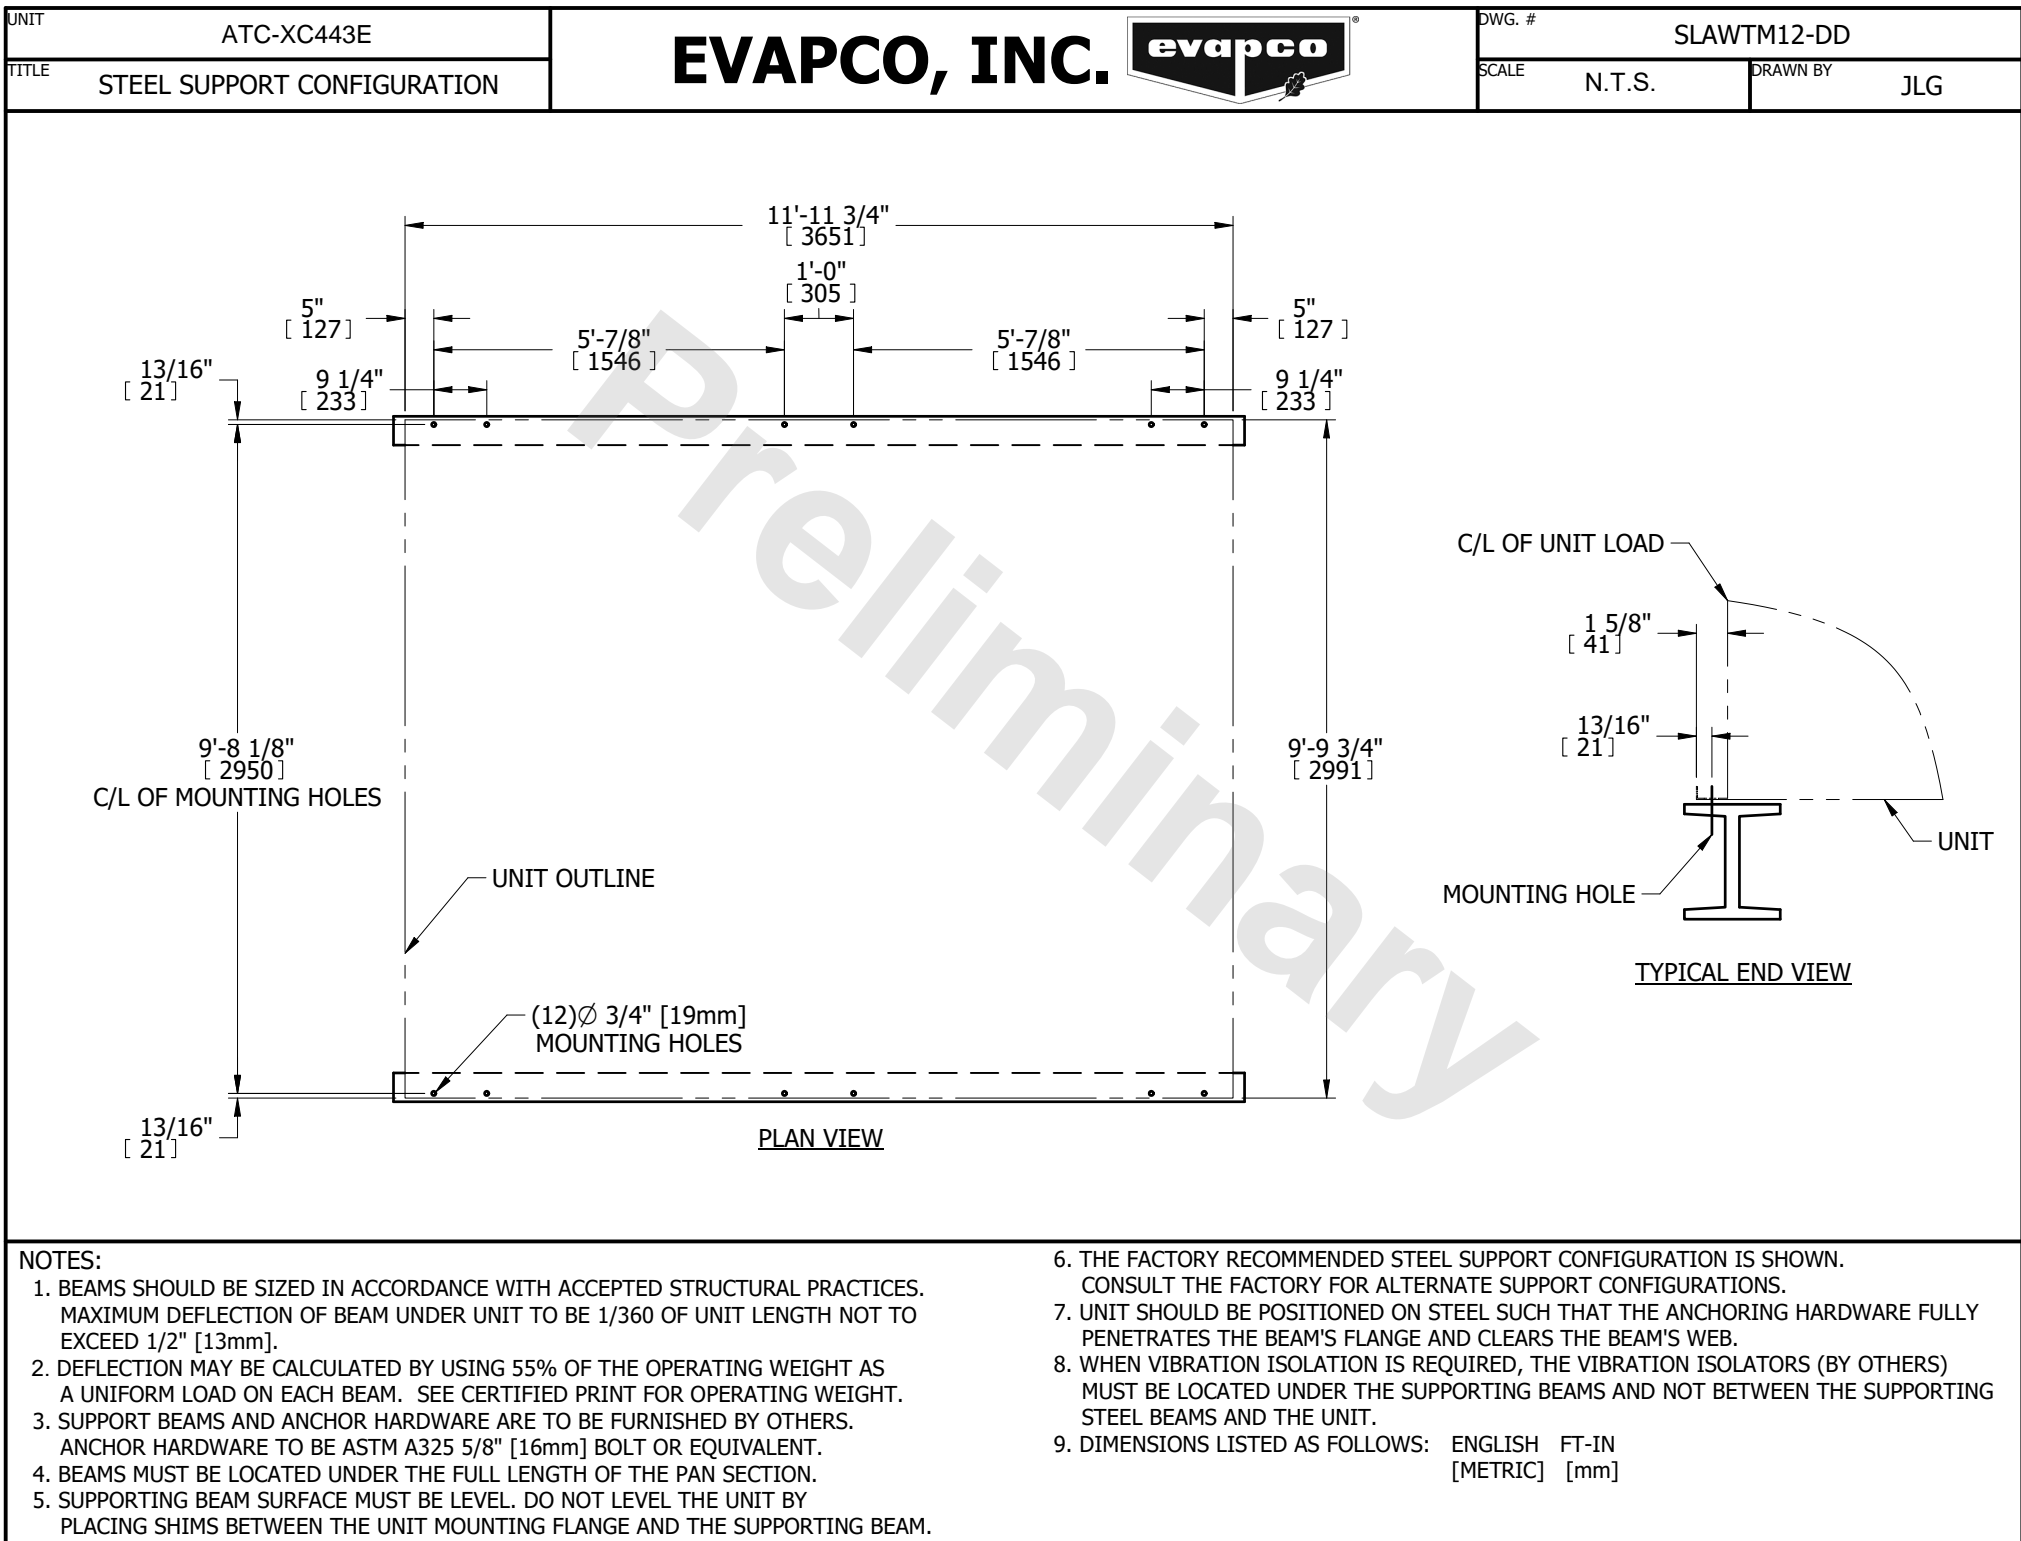 UNIT
ATC-XC443E
TITLE
STEEL SUPPORT CONFIGURATION
EVAPCO, INC.
evapco
®
DWG. #
SLAWTM12-DD
SCALE
N.T.S.
DRAWN BY
JLG
11'-11 3/4"
[ 3651 ]
1'-0"
[ 305 ]
5"
[ 127 ]
5"
[ 127 ]
5'-7/8"
[ 1546 ]
5'-7/8"
[ 1546 ]
13/16"
[ 21 ]
9 1/4"
[ 233 ]
9 1/4"
[ 233 ]
Preliminary
C/L OF UNIT LOAD
1 5/8"
[ 41 ]
13/16"
[ 21 ]
9'-8 1/8"
[ 2950 ]
C/L OF MOUNTING HOLES
9'-9 3/4"
[ 2991 ]
UNIT
UNIT OUTLINE
MOUNTING HOLE
TYPICAL END VIEW
(12)Ø 3/4" [19mm]
MOUNTING HOLES
13/16"
[ 21 ]
PLAN VIEW
NOTES:
1. BEAMS SHOULD BE SIZED IN ACCORDANCE WITH ACCEPTED STRUCTURAL PRACTICES.
MAXIMUM DEFLECTION OF BEAM UNDER UNIT TO BE 1/360 OF UNIT LENGTH NOT TO
EXCEED 1/2" [13mm].
2. DEFLECTION MAY BE CALCULATED BY USING 55% OF THE OPERATING WEIGHT AS
A UNIFORM LOAD ON EACH BEAM. SEE CERTIFIED PRINT FOR OPERATING WEIGHT.
3. SUPPORT BEAMS AND ANCHOR HARDWARE ARE TO BE FURNISHED BY OTHERS.
ANCHOR HARDWARE TO BE ASTM A325 5/8" [16mm] BOLT OR EQUIVALENT.
4. BEAMS MUST BE LOCATED UNDER THE FULL LENGTH OF THE PAN SECTION.
5. SUPPORTING BEAM SURFACE MUST BE LEVEL. DO NOT LEVEL THE UNIT BY
PLACING SHIMS BETWEEN THE UNIT MOUNTING FLANGE AND THE SUPPORTING BEAM.
6. THE FACTORY RECOMMENDED STEEL SUPPORT CONFIGURATION IS SHOWN.
CONSULT THE FACTORY FOR ALTERNATE SUPPORT CONFIGURATIONS.
7. UNIT SHOULD BE POSITIONED ON STEEL SUCH THAT THE ANCHORING HARDWARE FULLY
PENETRATES THE BEAM'S FLANGE AND CLEARS THE BEAM'S WEB.
8. WHEN VIBRATION ISOLATION IS REQUIRED, THE VIBRATION ISOLATORS (BY OTHERS)
MUST BE LOCATED UNDER THE SUPPORTING BEAMS AND NOT BETWEEN THE SUPPORTING
STEEL BEAMS AND THE UNIT.
9. DIMENSIONS LISTED AS FOLLOWS: ENGLISH FT-IN
[METRIC] [mm]